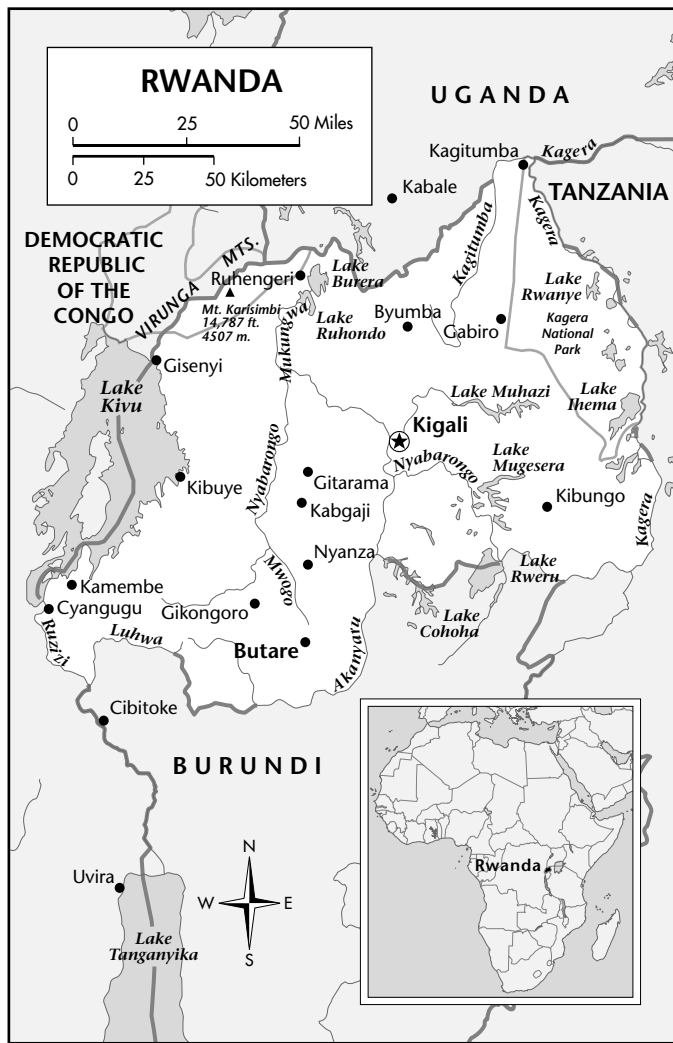 RWANDA
0 25 50 Miles
0 25 50 Kilometers
UGANDA
Kagitumba
Kagera
Kabale
TANZANIA
Kagera
DEMOCRATIC
REPUBLIC
OF THE
CONGO
VIRUNGA MTS.
Ruhengeri
Lake
Burera
Kagitumba
Lake
Rwanye
Mt. Karisimbi
14,787 ft.
4507 m.
Mukungwa
Lake
Ruhondo
Byumba
Gabiro
Kagera
National
Park
Gisenyi
Lake
Kivu
Lake Muhazi
Lake
Ihema
Kigali
Nyabarongo
Nyabarongo
Lake
Mugesera
Kibuye
Gitarama
Kabgaji
Kibungo
Kagera
Nyanza
Mwogo
Lake
Rweru
Kamembe
Cyangugu
Gikongoro
Lake
Cohoha
Ruzizi
Luhwa
Butare
Akanyaru
Cibitoke
BURUNDI
Rwanda
Uvira
N
W E
S
Lake
Tanganyika